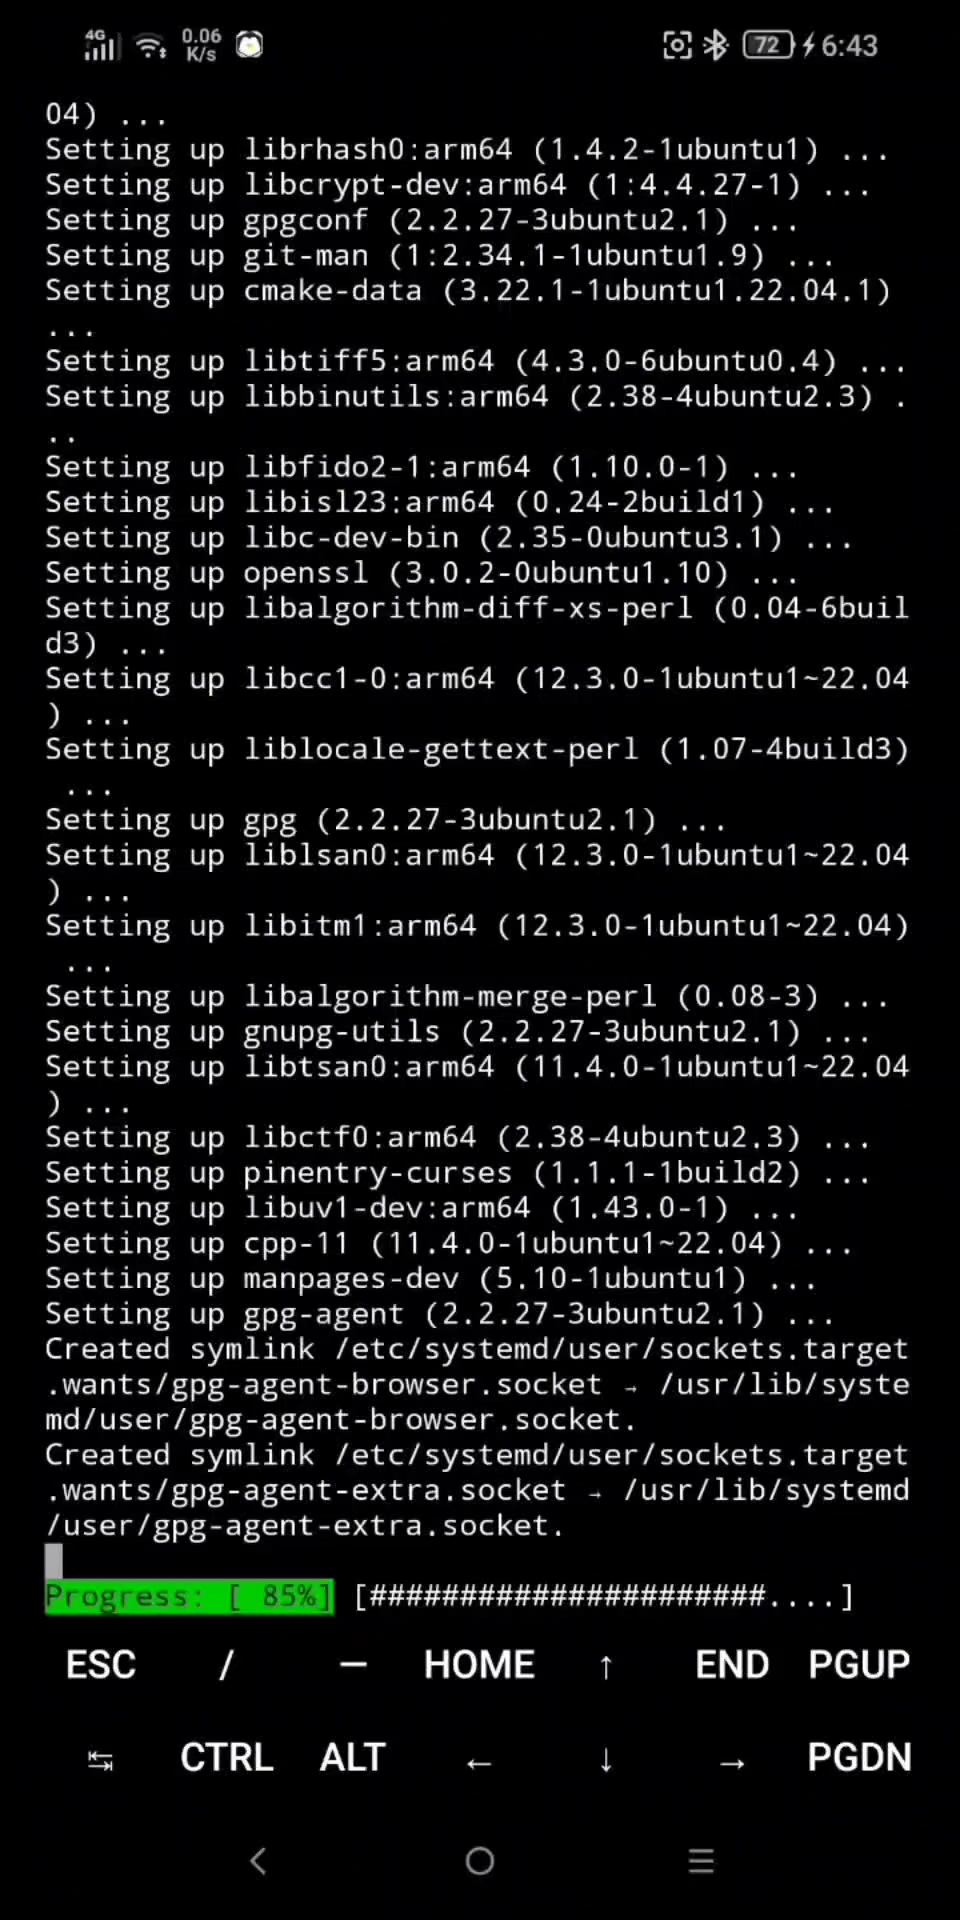 4G 0.06 K/s 72 6:43
04) ...
Setting up librhash0:arm64 (1.4.2-1ubuntu1) ...
Setting up libcrypt-dev:arm64 (1:4.4.27-1) ...
Setting up gpgconf (2.2.27-3ubuntu2.1) ...
Setting up git-man (1:2.34.1-1ubuntu1.9) ...
Setting up cmake-data (3.22.1-1ubuntu1.22.04.1)
...
Setting up libtiff5:arm64 (4.3.0-6ubuntu0.4) ...
Setting up libbinutils:arm64 (2.38-4ubuntu2.3) .
..
Setting up libfido2-1:arm64 (1.10.0-1) ...
Setting up libisl23:arm64 (0.24-2build1) ...
Setting up libc-dev-bin (2.35-0ubuntu3.1) ...
Setting up openssl (3.0.2-0ubuntu1.10) ...
Setting up libalgorithm-diff-xs-perl (0.04-6buil
d3) ...
Setting up libcc1-0:arm64 (12.3.0-1ubuntu1~22.04
) ...
Setting up liblocale-gettext-perl (1.07-4build3)
 ...
Setting up gpg (2.2.27-3ubuntu2.1) ...
Setting up liblsan0:arm64 (12.3.0-1ubuntu1~22.04
) ...
Setting up libitm1:arm64 (12.3.0-1ubuntu1~22.04)
 ...
Setting up libalgorithm-merge-perl (0.08-3) ...
Setting up gnupg-utils (2.2.27-3ubuntu2.1) ...
Setting up libtsan0:arm64 (11.4.0-1ubuntu1~22.04
) ...
Setting up libctf0:arm64 (2.38-4ubuntu2.3) ...
Setting up pinentry-curses (1.1.1-1build2) ...
Setting up libuv1-dev:arm64 (1.43.0-1) ...
Setting up cpp-11 (11.4.0-1ubuntu1~22.04) ...
Setting up manpages-dev (5.10-1ubuntu1) ...
Setting up gpg-agent (2.2.27-3ubuntu2.1) ...
Created symlink /etc/systemd/user/sockets.target
.wants/gpg-agent-browser.socket → /usr/lib/syste
md/user/gpg-agent-browser.socket.
Created symlink /etc/systemd/user/sockets.target
.wants/gpg-agent-extra.socket → /usr/lib/systemd
/user/gpg-agent-extra.socket.
Progress: [ 85%] [######################....]
ESC / — HOME ↑ END PGUP
↹ CTRL ALT ← ↓ → PGDN